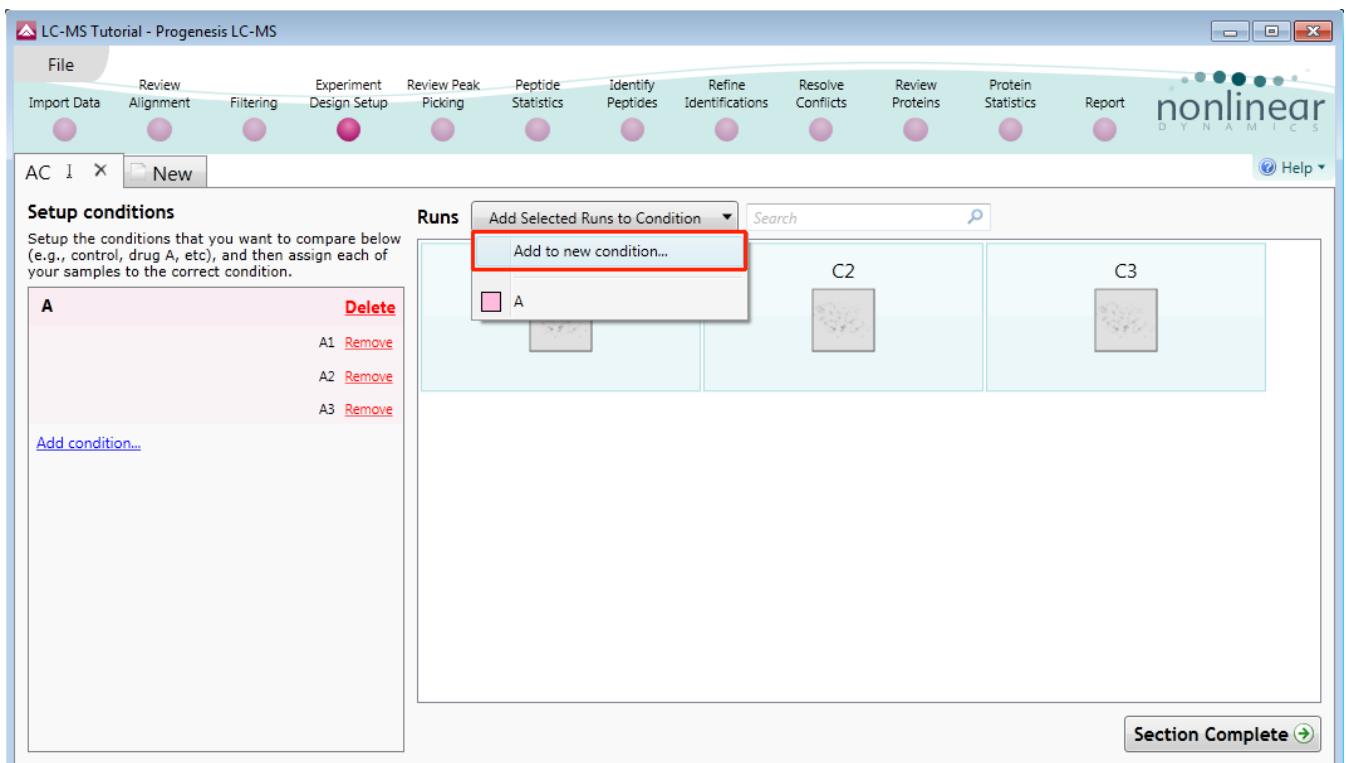 LC-MS Tutorial - Progenesis LC-MS
File
Import Data
Review
Alignment
Filtering
Experiment
Design Setup
Review Peak
Picking
Peptide
Statistics
Identify
Peptides
Refine
Identifications
Resolve
Conflicts
Review
Proteins
Protein
Statistics
Report
nonlinear
DYNAMICS
AC
New
Help
Setup conditions
Setup the conditions that you want to compare below
(e.g., control, drug A, etc), and then assign each of
your samples to the correct condition.
A Delete
A1 Remove
A2 Remove
A3 Remove
Add condition...
Runs
Add Selected Runs to Condition
Search
Add to new condition...
A
C2
C3
Section Complete